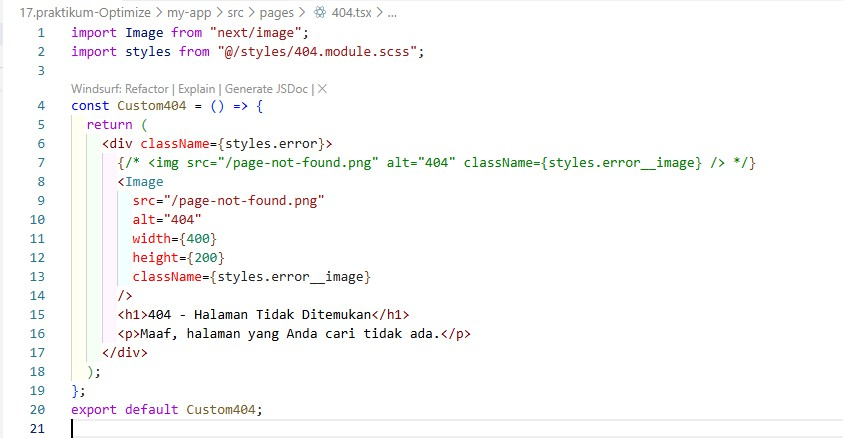 17.praktikum-Optimize > my-app > src > pages > 404.tsx > ...
1 import Image from "next/image";
2 import styles from "@/styles/404.module.scss";
3
Windsurf: Refactor | Explain | Generate JSDoc | X
4 const Custom404 = () => {
5   return (
6     <div className={styles.error}>
7       {/* <img src="/page-not-found.png" alt="404" className={styles.error__image} /> */}
8       <Image
9         src="/page-not-found.png"
10         alt="404"
11         width={400}
12         height={200}
13         className={styles.error__image}
14       />
15       <h1>404 - Halaman Tidak Ditemukan</h1>
16       <p>Maaf, halaman yang Anda cari tidak ada.</p>
17     </div>
18   );
19 };
20 export default Custom404;
21